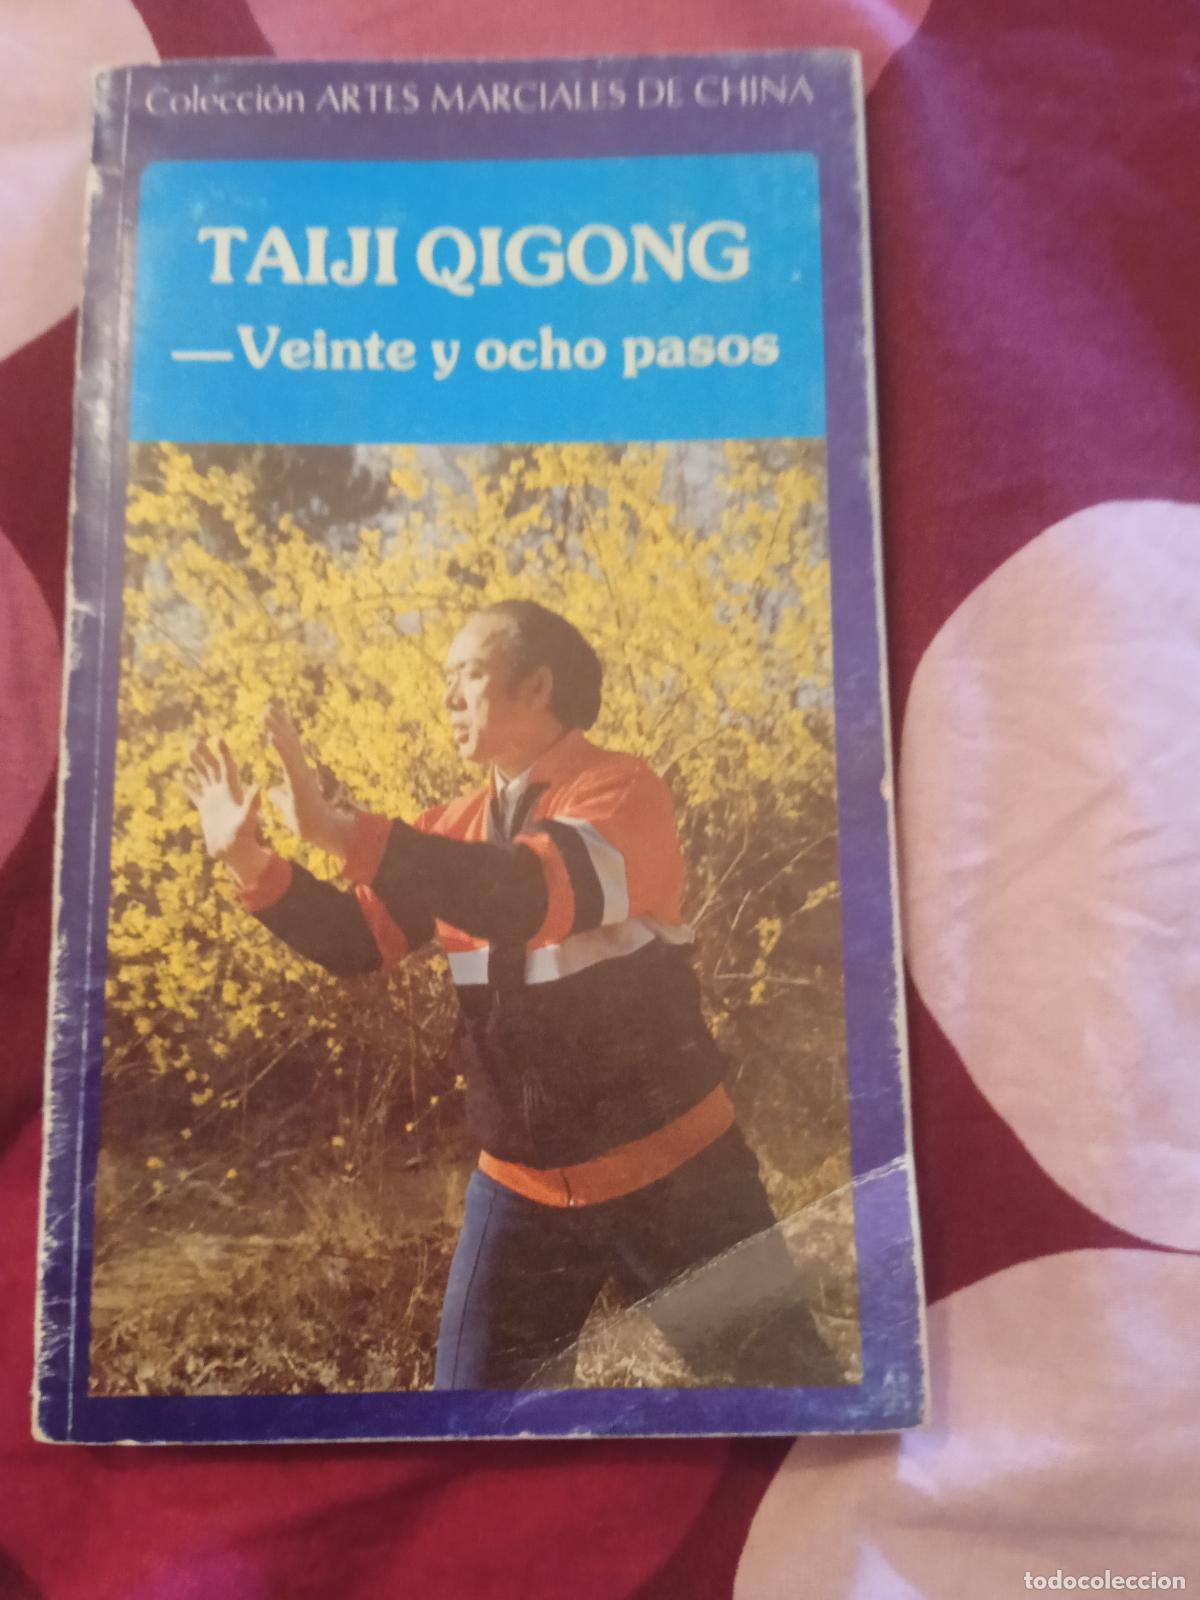 Colección ARTES MARCIALES DE CHINA
TAIJI QIGONG
—Veinte y ocho pasos
todocoleccion